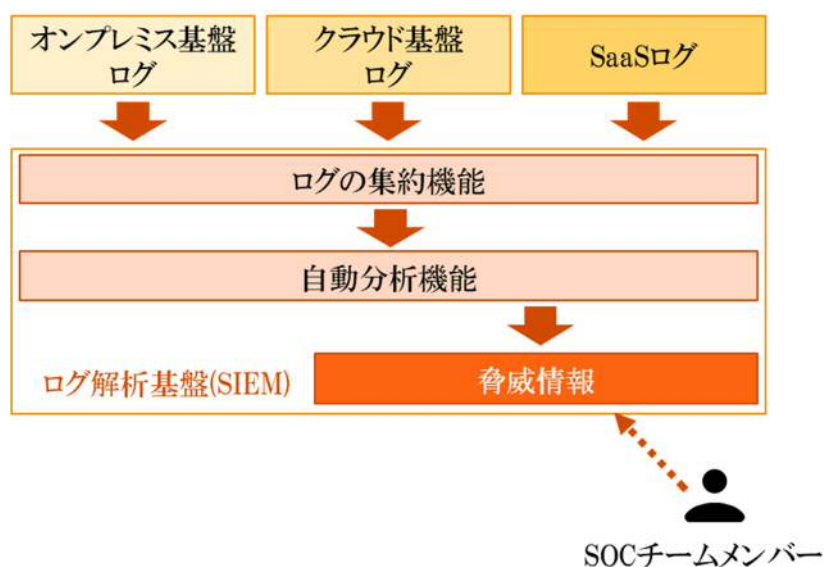 オンプレミス基盤
ログ
クラウド基盤
ログ
SaaSログ
ログの集約機能
自動分析機能
ログ解析基盤(SIEM)
脅威情報
SOCチームメンバー